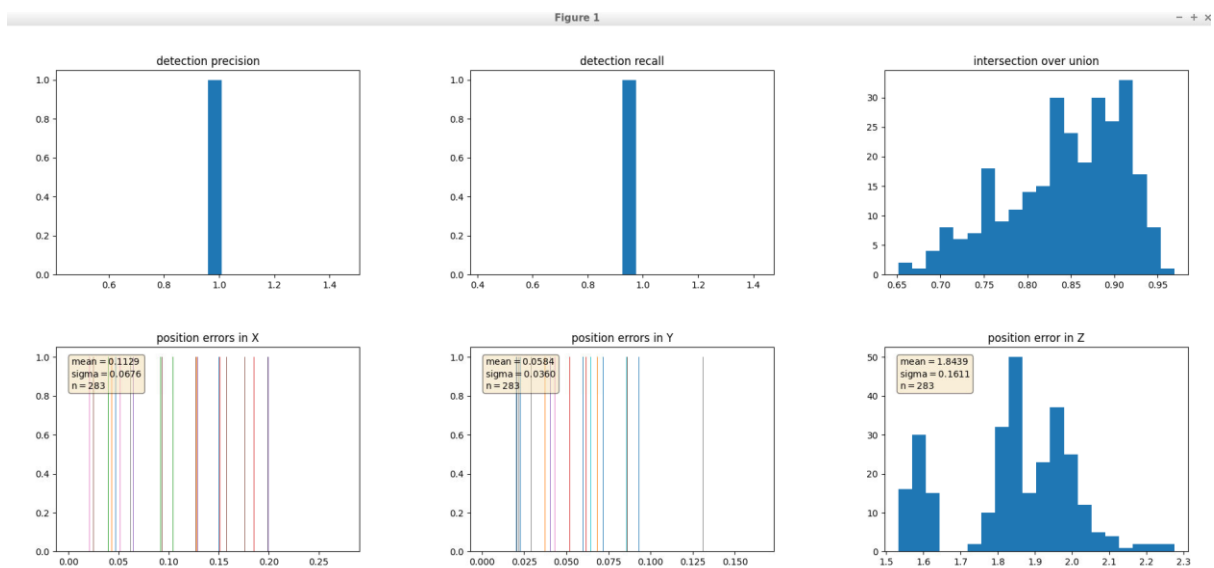 Figure 1
detection precision
1.0
0.8
0.6
0.4
0.2
0.0
0.6 0.8 1.0 1.2 1.4
detection recall
1.0
0.8
0.6
0.4
0.2
0.0
0.4 0.6 0.8 1.0 1.2 1.4
intersection over union
30
25
20
15
10
5
0
0.65 0.70 0.75 0.80 0.85 0.90 0.95
position errors in X
mean = 0.1129
sigma = 0.0676
n = 283
1.0
0.8
0.6
0.4
0.2
0.0
0.00 0.05 0.10 0.15 0.20 0.25
position errors in Y
mean = 0.0584
sigma = 0.0360
n = 283
1.0
0.8
0.6
0.4
0.2
0.0
0.000 0.025 0.050 0.075 0.100 0.125 0.150
position error in Z
mean = 1.8439
sigma = 0.1611
n = 283
50
40
30
20
10
0
1.5 1.6 1.7 1.8 1.9 2.0 2.1 2.2 2.3